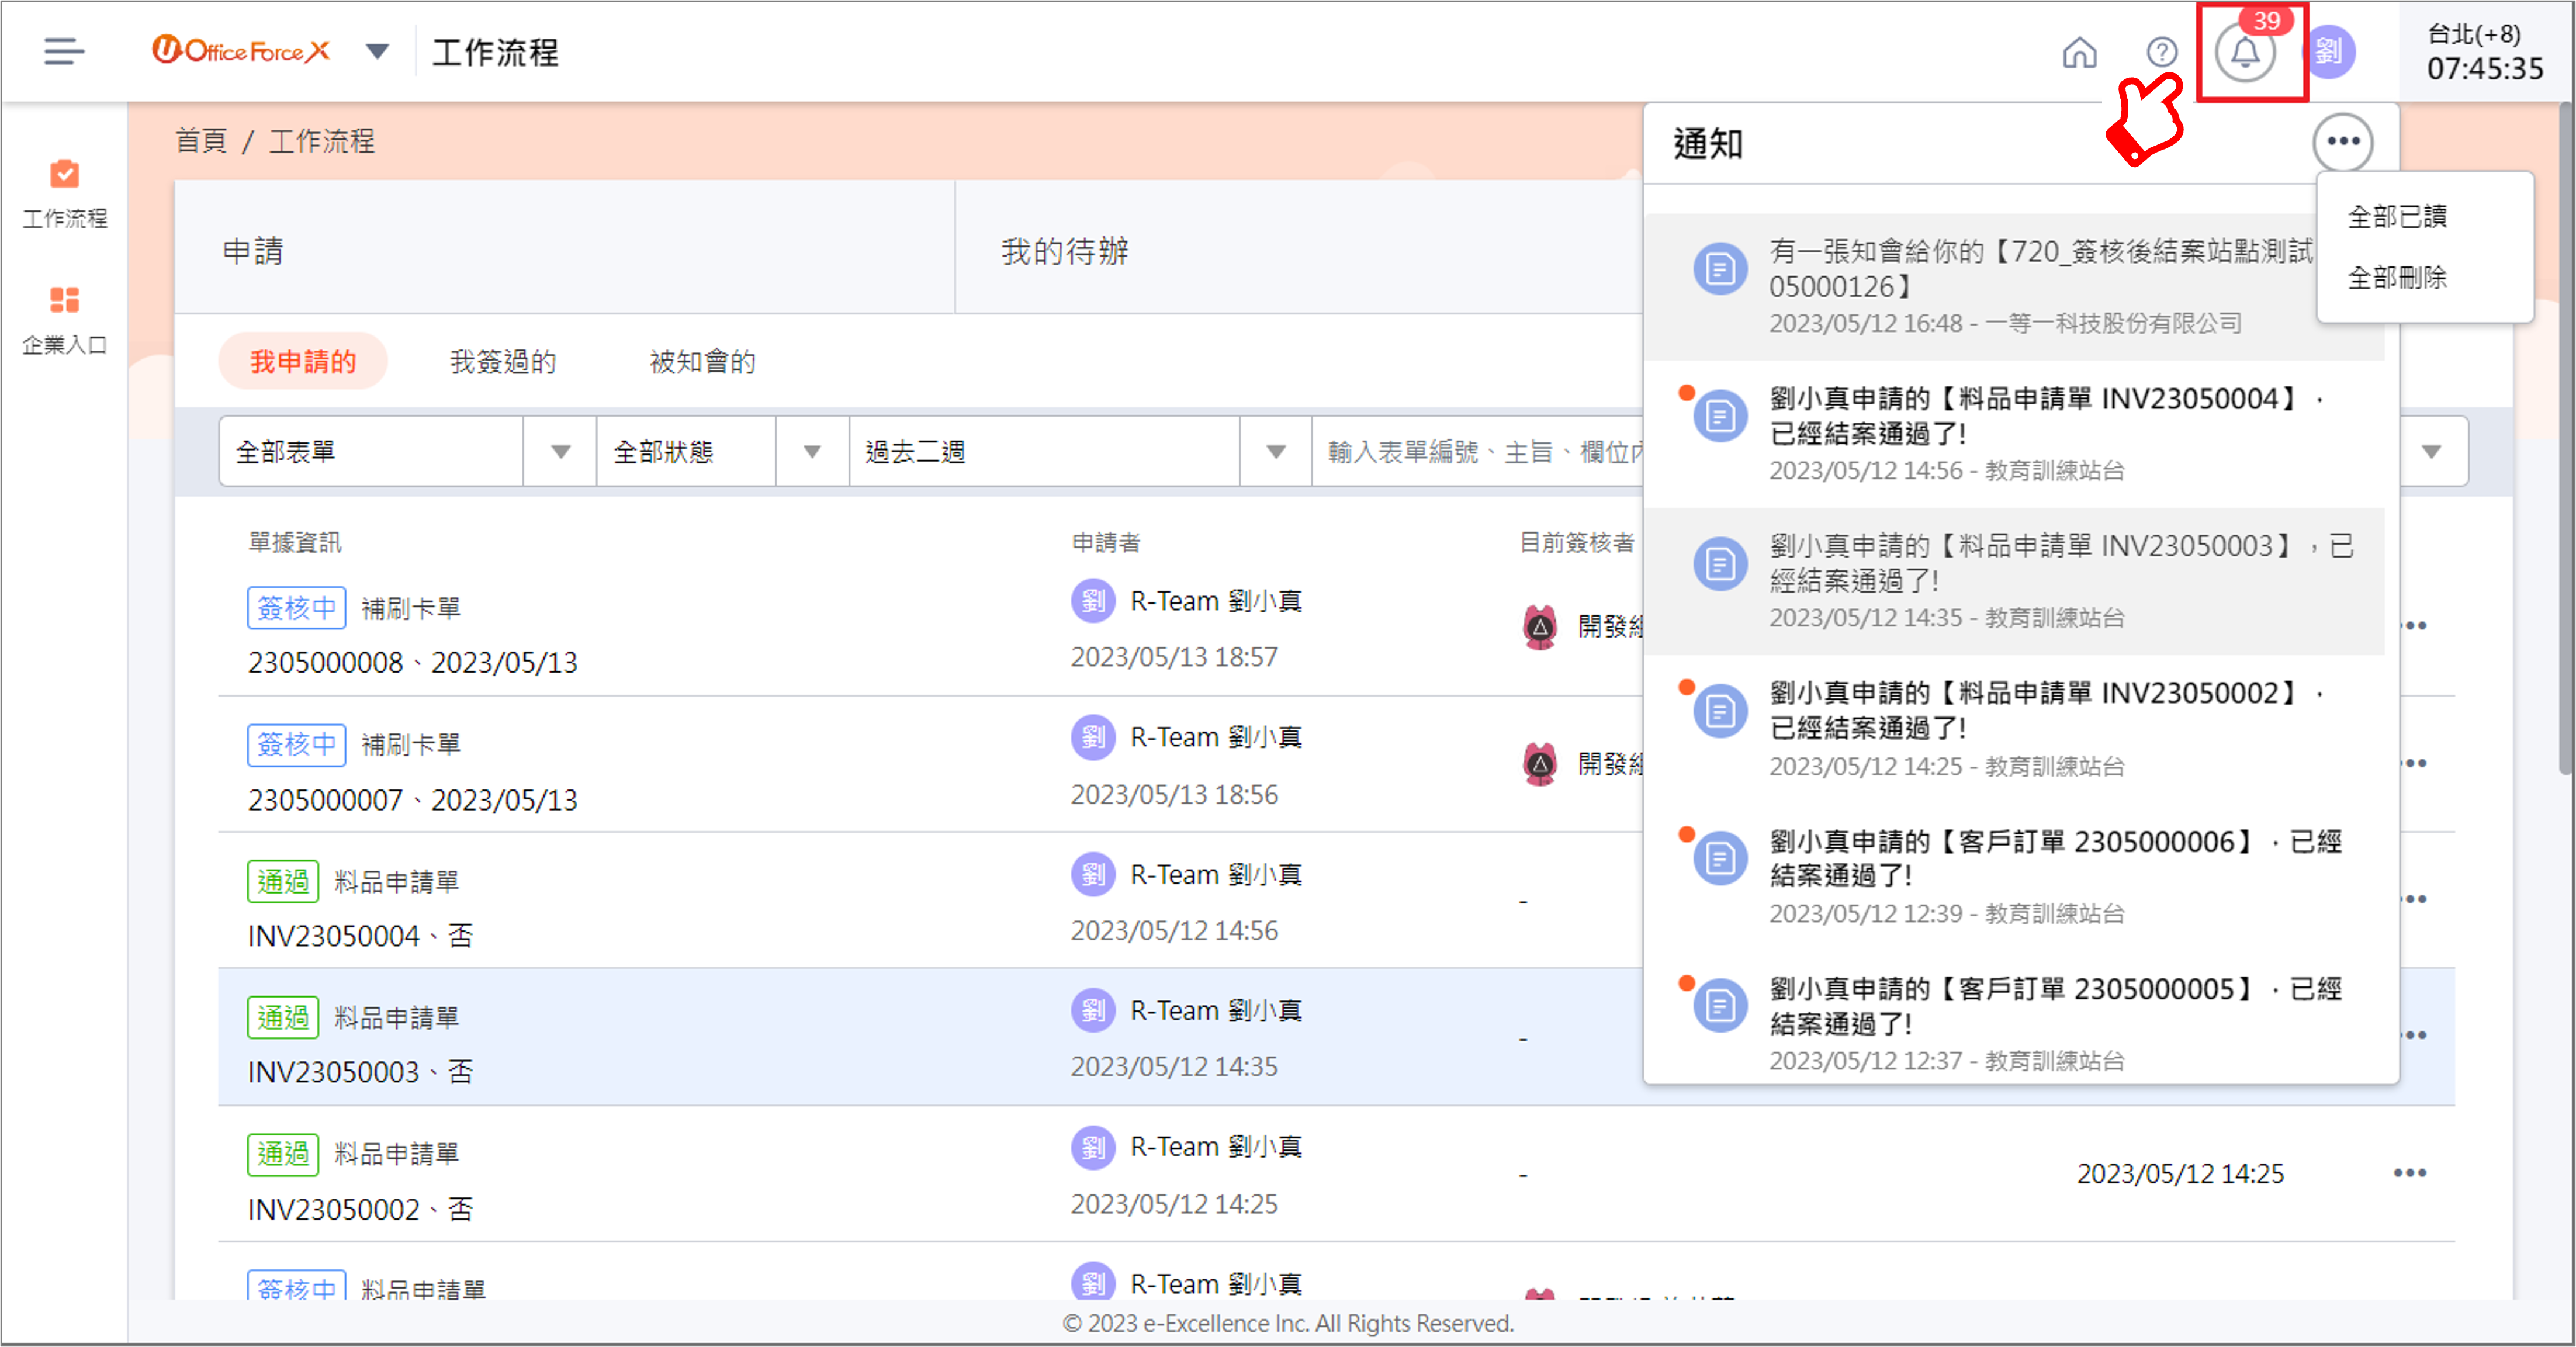 UOffice Force X
工作流程
39
劉
台北(+8)
07:45:35
工作流程
企業入口
首頁 / 工作流程
申請
我的待辦
我申請的
我簽過的
被知會的
全部表單
全部狀態
過去二週
輸入表單編號、主旨、欄位
單據資訊
申請者
目前簽核者
簽核中 補刷卡單
2305000008、2023/05/13
劉 R-Team 劉小真
2023/05/13 18:57
開發
簽核中 補刷卡單
2305000007、2023/05/13
劉 R-Team 劉小真
2023/05/13 18:56
開發
通過 料品申請單
INV23050004、否
劉 R-Team 劉小真
2023/05/12 14:56
-
通過 料品申請單
INV23050003、否
劉 R-Team 劉小真
2023/05/12 14:35
-
通過 料品申請單
INV23050002、否
劉 R-Team 劉小真
2023/05/12 14:25
-
2023/05/12 14:25
簽核中 料品申請單
劉 R-Team 劉小真
通知
全部已讀
全部刪除
有一張知會給你的【720_簽核後結案站點測試
05000126】
2023/05/12 16:48 - 一等一科技股份有限公司
劉小真申請的【料品申請單 INV23050004】，
已經結案通過了!
2023/05/12 14:56 - 教育訓練站台
劉小真申請的【料品申請單 INV23050003】，已
經結案通過了!
2023/05/12 14:35 - 教育訓練站台
劉小真申請的【料品申請單 INV23050002】，
已經結案通過了!
2023/05/12 14:25 - 教育訓練站台
劉小真申請的【客戶訂單 2305000006】，已經
結案通過了!
2023/05/12 12:39 - 教育訓練站台
劉小真申請的【客戶訂單 2305000005】，已經
結案通過了!
2023/05/12 12:37 - 教育訓練站台
© 2023 e-Excellence Inc. All Rights Reserved.